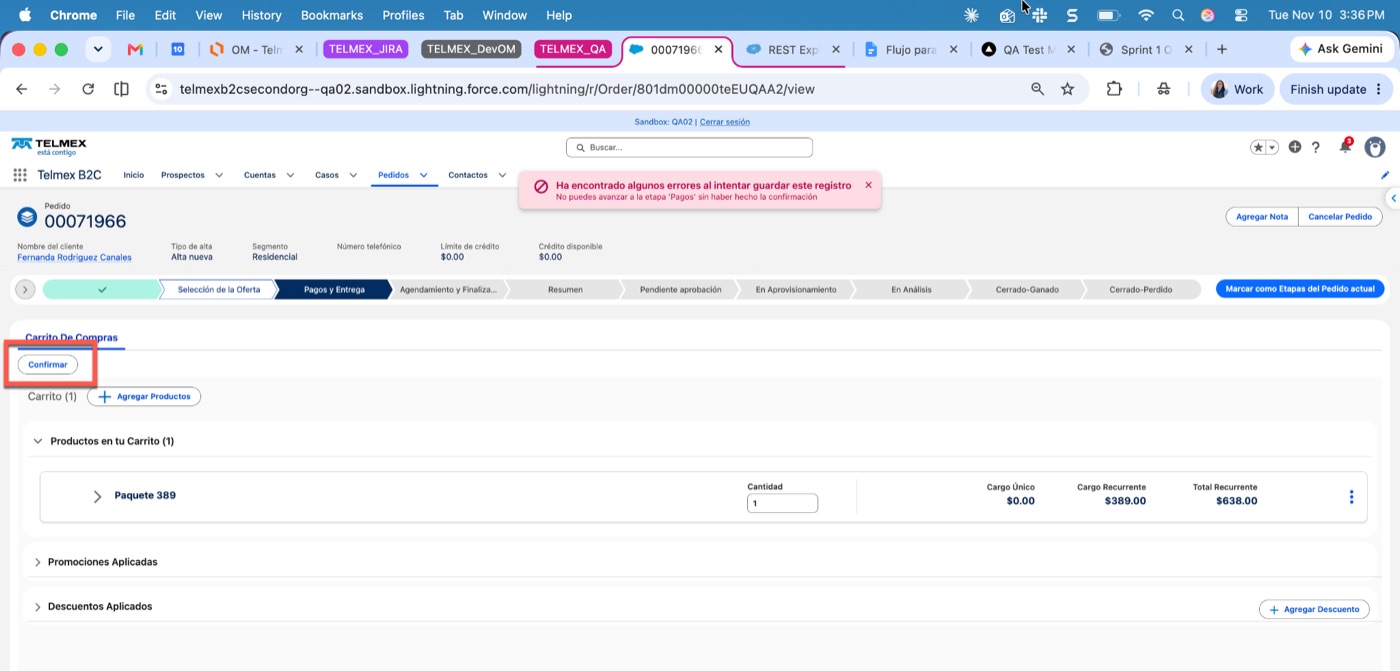 Chrome File Edit View History Bookmarks Profiles Tab Window Help Tue Nov 10 3:36 PM
10 OM - Telm TELMEX_JIRA TELMEX_DevOM TELMEX_QA 00071966 REST Exp Flujo para QA Test M Sprint 1 O Ask Gemini
telmexb2csecondorg--qa02.sandbox.lightning.force.com/lightning/r/Order/801dm00000teEUQAA2/view Work Finish update
Sandbox: QA02 | Cerrar sesión
TELMEX
está contigo
Buscar...
Telmex B2C Inicio Prospectos Cuentas Casos Pedidos Contactos
Ha encontrado algunos errores al intentar guardar este registro
No puedes avanzar a la etapa 'Pagos' sin haber hecho la confirmación
Pedido
00071966
Agregar Nota Cancelar Pedido
Nombre del cliente Tipo de alta Segmento Número telefónico Límite de crédito Crédito disponible
Fernanda Rodriguez Canales Alta nueva Residencial $0.00 $0.00
Selección de la Oferta Pagos y Entrega Agendamiento y Finaliza... Resumen Pendiente aprobación En Aprovisionamiento En Análisis Cerrado-Ganado Cerrado-Perdido Marcar como Etapas del Pedido actual
Carrito De Compras
Confirmar
Carrito (1) Agregar Productos
Productos en tu Carrito (1)
Paquete 389
Cantidad Cargo Único Cargo Recurrente Total Recurrente
1 $0.00 $389.00 $638.00
Promociones Aplicadas
Descuentos Aplicados
Agregar Descuento